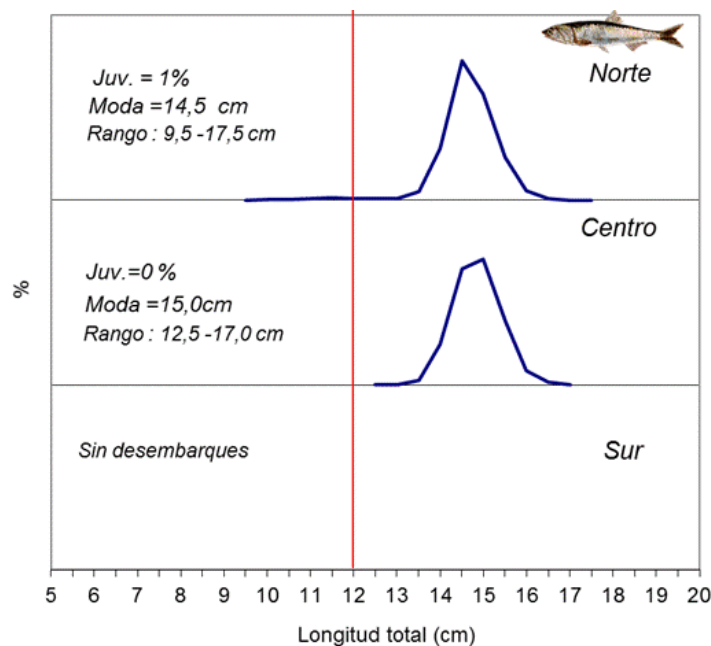 Norte
Juv. = 1%
Moda =14,5 cm
Rango : 9,5 -17,5 cm
Centro
Juv.=0 %
Moda =15,0cm
Rango : 12,5 -17,0 cm
%
Sin desembarques
Sur
5 6 7 8 9 10 11 12 13 14 15 16 17 18 19 20
Longitud total (cm)